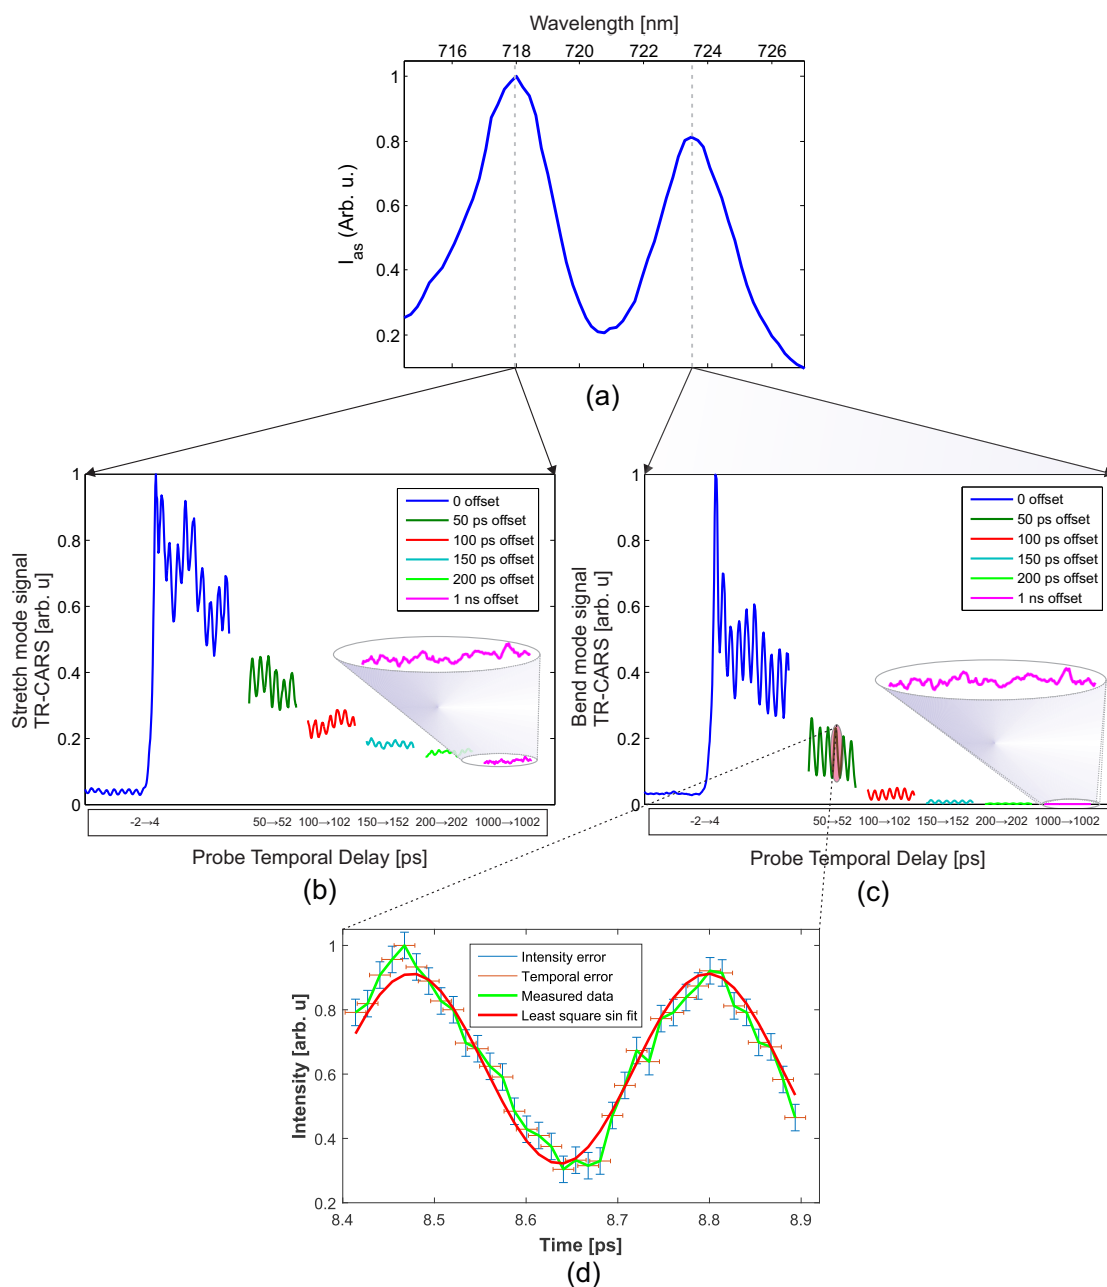 Wavelength [nm]
716 718 720 722 724 726
1
0.8
0.6
0.4
0.2
I_as (Arb. u.)
(a)
1
0.8
0.6
0.4
0.2
0
Stretch mode signal
TR-CARS [arb. u]
0 offset
50 ps offset
100 ps offset
150 ps offset
200 ps offset
1 ns offset
-2→4 50→52 100→102 150→152 200→202 1000→1002
Probe Temporal Delay [ps]
(b)
1
0.8
0.6
0.4
0.2
0
Bend mode signal
TR-CARS [arb. u]
0 offset
50 ps offset
100 ps offset
150 ps offset
200 ps offset
1 ns offset
-2→4 50→52 100→102 150→152 200→202 1000→1002
Probe Temporal Delay [ps]
(c)
1
0.8
0.6
0.4
0.2
Intensity [arb. u]
Intensity error
Temporal error
Measured data
Least square sin fit
8.4 8.5 8.6 8.7 8.8 8.9
Time [ps]
(d)